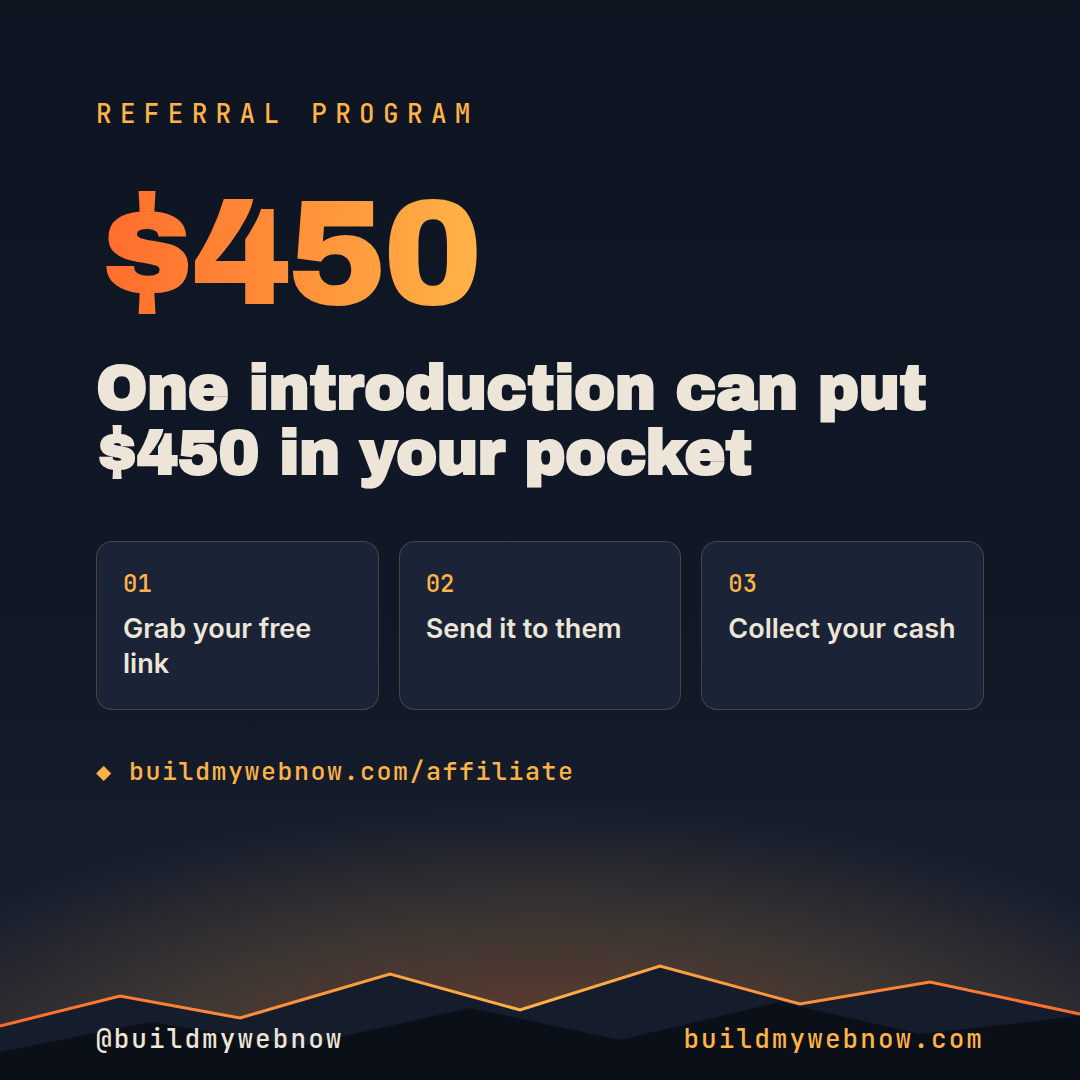 REFERRAL PROGRAM
$450
One introduction can put
$450 in your pocket
01
Grab your free
link
02
Send it to them
03
Collect your cash
◆ buildmywebnow.com/affiliate
@buildmywebnow
buildmywebnow.com